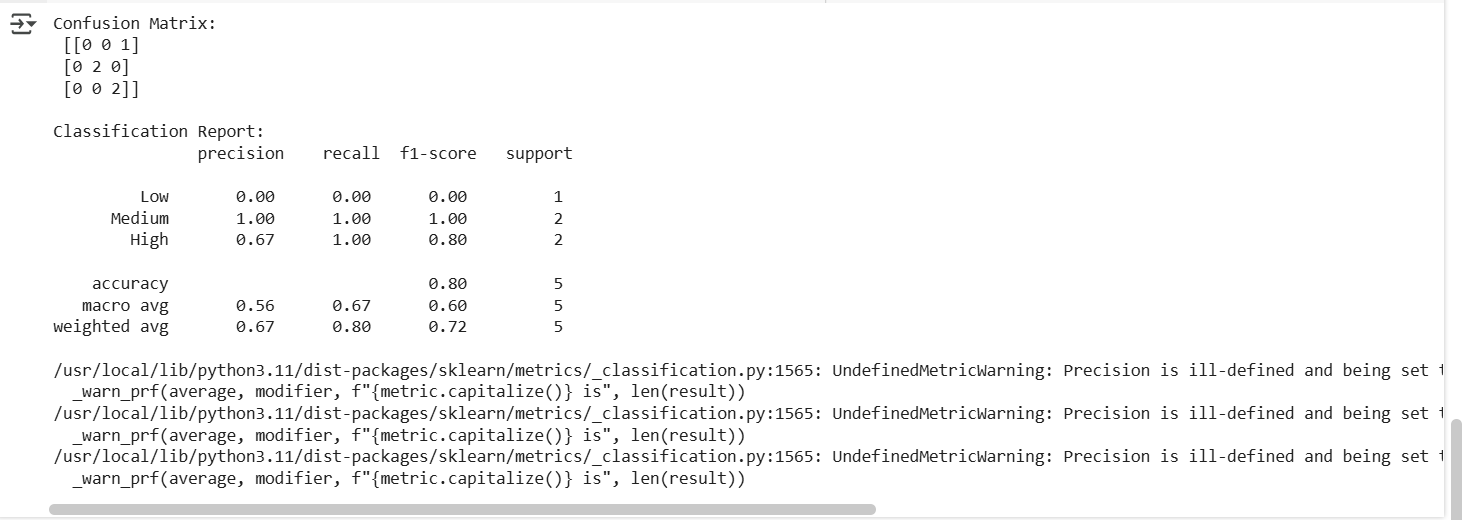 Confusion Matrix:
[[0 0 1]
[0 2 0]
[0 0 2]]
Classification Report:
precision recall f1-score support
Low 0.00 0.00 0.00 1
Medium 1.00 1.00 1.00 2
High 0.67 1.00 0.80 2
accuracy 0.80 5
macro avg 0.56 0.67 0.60 5
weighted avg 0.67 0.80 0.72 5
/usr/local/lib/python3.11/dist-packages/sklearn/metrics/_classification.py:1565: UndefinedMetricWarning: Precision is ill-defined and being set
_warn_prf(average, modifier, f"{metric.capitalize()} is", len(result))
/usr/local/lib/python3.11/dist-packages/sklearn/metrics/_classification.py:1565: UndefinedMetricWarning: Precision is ill-defined and being set
_warn_prf(average, modifier, f"{metric.capitalize()} is", len(result))
/usr/local/lib/python3.11/dist-packages/sklearn/metrics/_classification.py:1565: UndefinedMetricWarning: Precision is ill-defined and being set
_warn_prf(average, modifier, f"{metric.capitalize()} is", len(result))